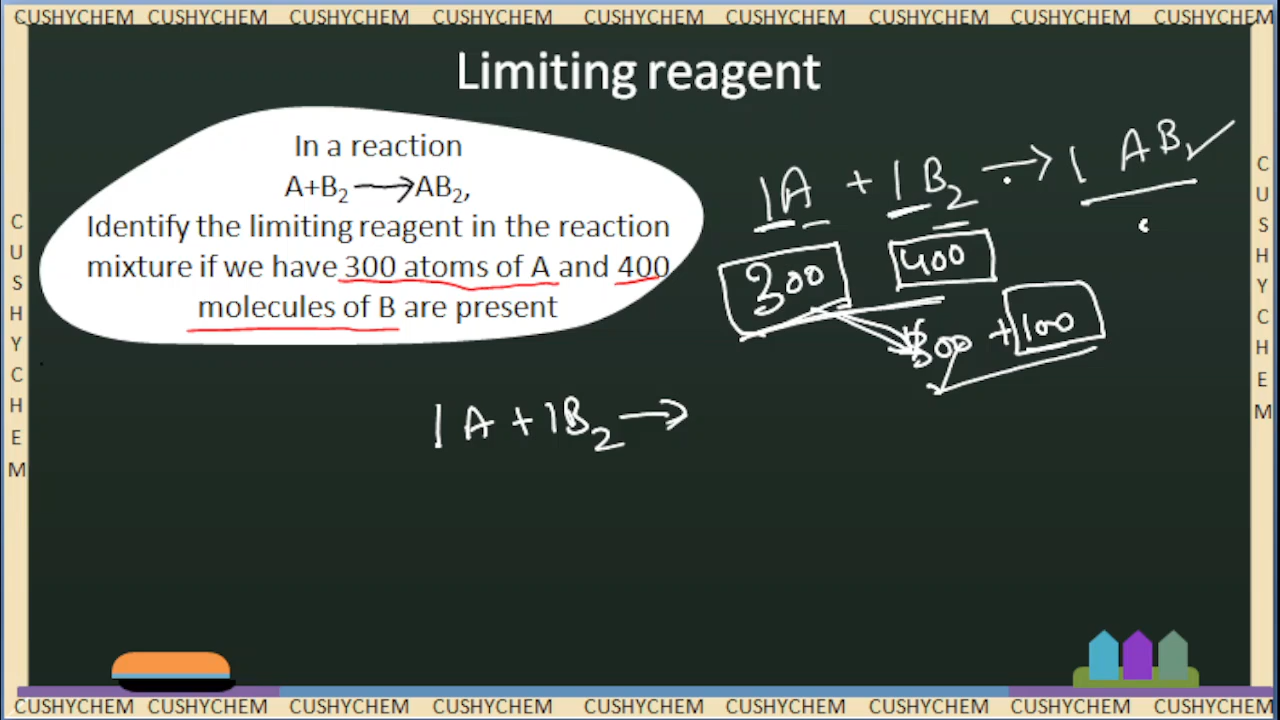 CUSHYCHEM CUSHYCHEM CUSHYCHEM CUSHYCHEM CUSHYCHEM CUSHYCHEM CUSHYCHEM CUSHYCHEM CUSHYCHEM
Limiting reagent
In a reaction
A+B₂ → AB₂,
Identify the limiting reagent in the reaction
mixture if we have 300 atoms of A and 400
molecules of B are present
1A + 1B₂ → 1 AB₂ ✓
300 400
300 + 100
1A + 1B₂ →
CUSHYCHEM
CUSHYCHEM
CUSHYCHEM CUSHYCHEM CUSHYCHEM CUSHYCHEM CUSHYCHEM CUSHYCHEM CUSHYCHEM CUSHYCHEM CUSHYCHEM